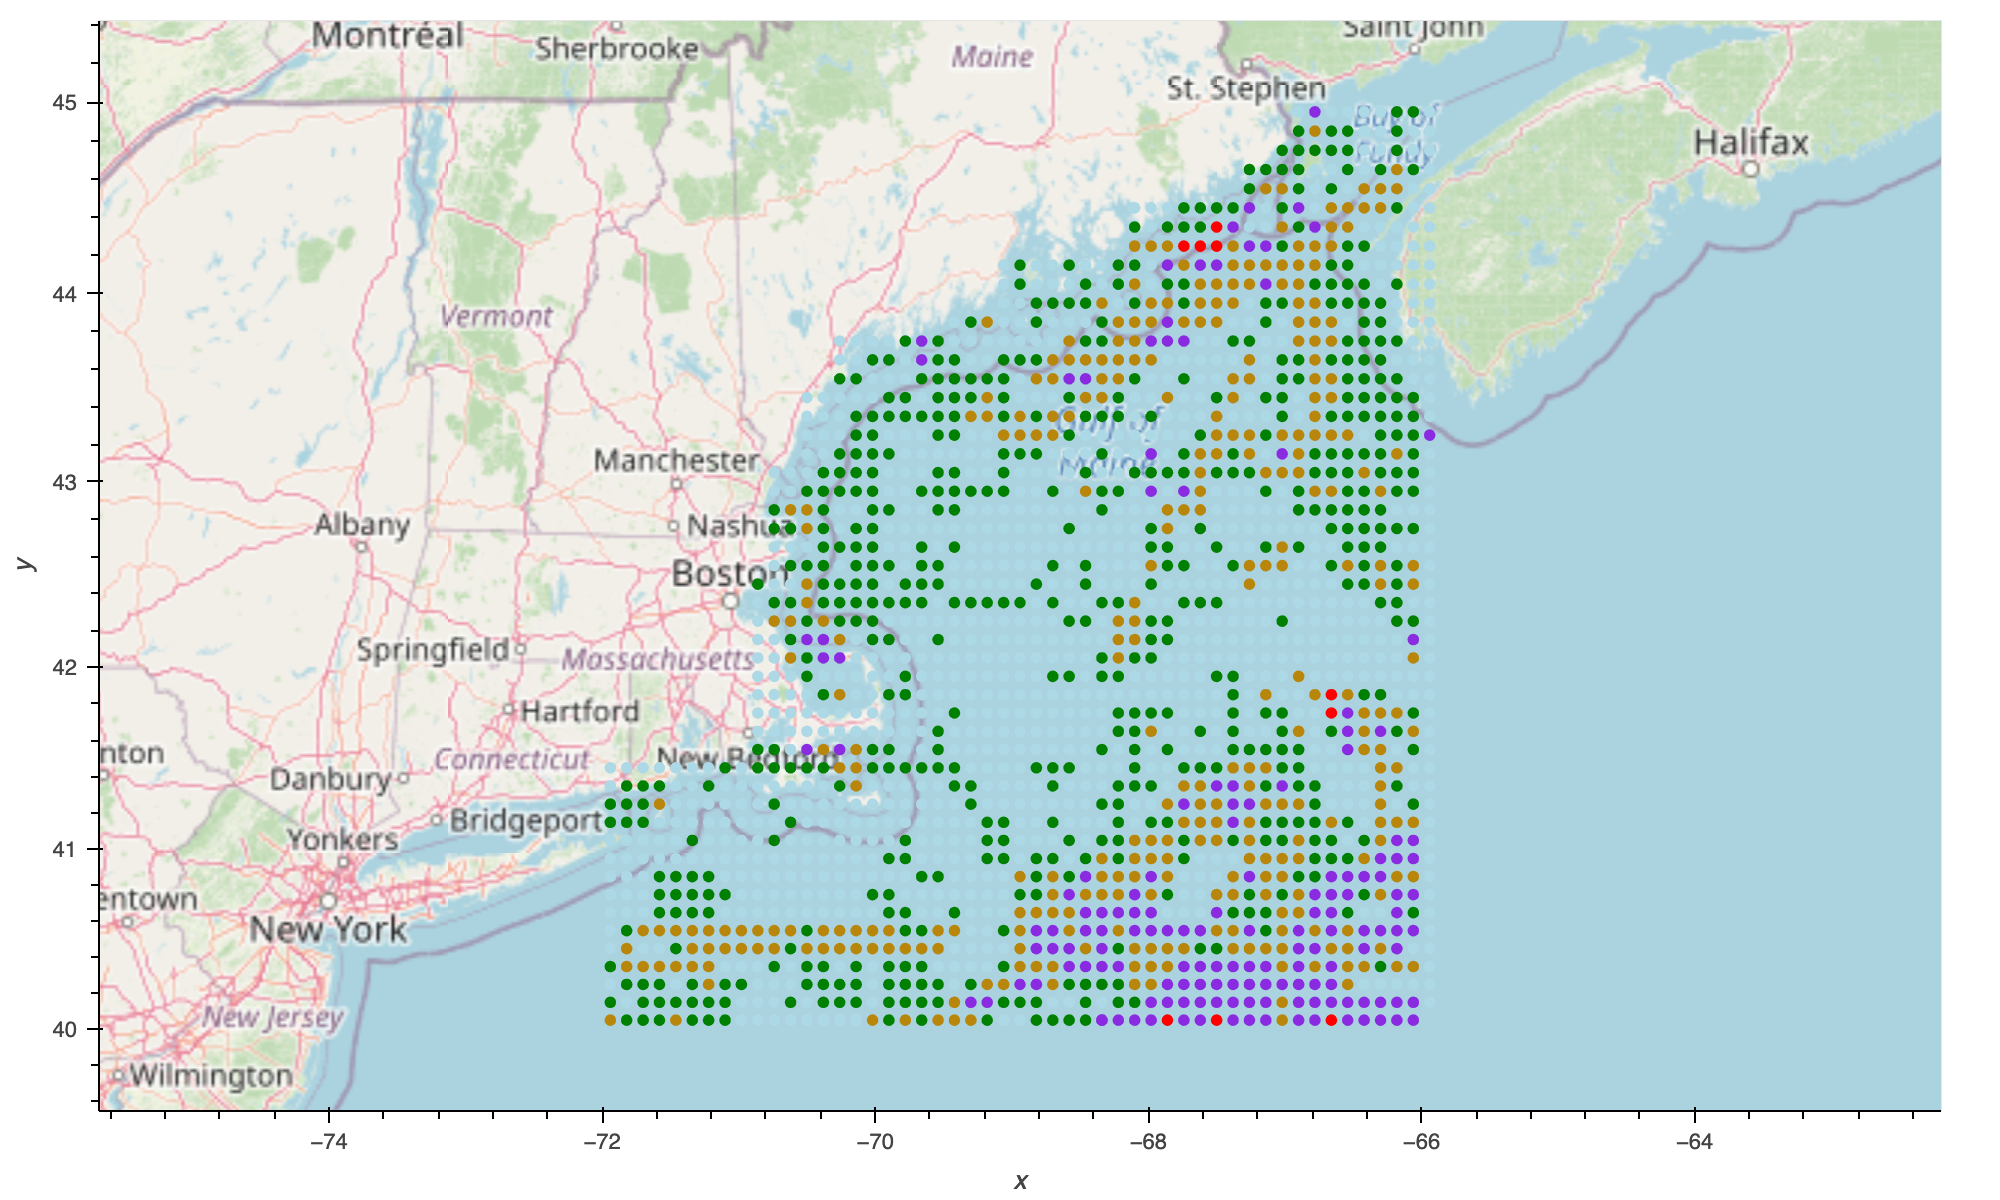 Montréal
Sherbrooke
Maine
Saint John
St. Stephen
Bay of
Fundy
Halifax
Vermont
Gulf of
Maine
Manchester
Albany
Nashua
Boston
Springfield
Massachusetts
Hartford
nton
Connecticut
New Bedford
Danbury
Bridgeport
Yonkers
entown
New York
New Jersey
Wilmington
45
44
43
42
41
40
y
−74
−72
−70
−68
−66
−64
x